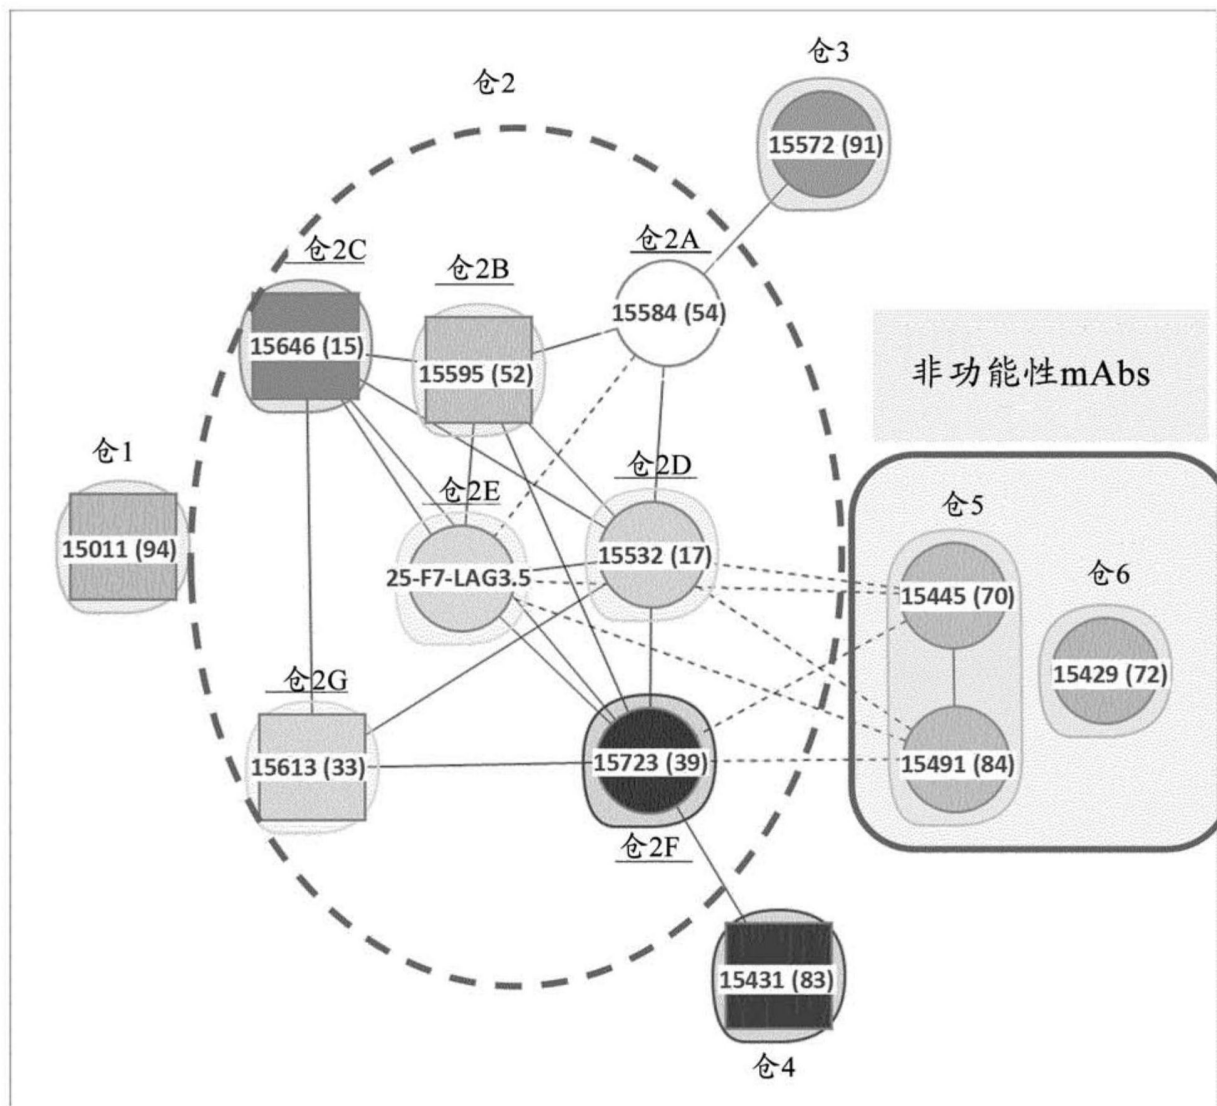 仓3
仓2
15572 (91)
仓2A
仓2C
仓2B
15584 (54)
15646 (15)
15595 (52)
非功能性mAbs
仓1
仓2D
仓2E
仓5
15011 (94)
15532 (17)
25-F7-LAG3.5
仓6
15445 (70)
15429 (72)
仓2G
15613 (33)
15723 (39)
15491 (84)
仓2F
15431 (83)
仓4